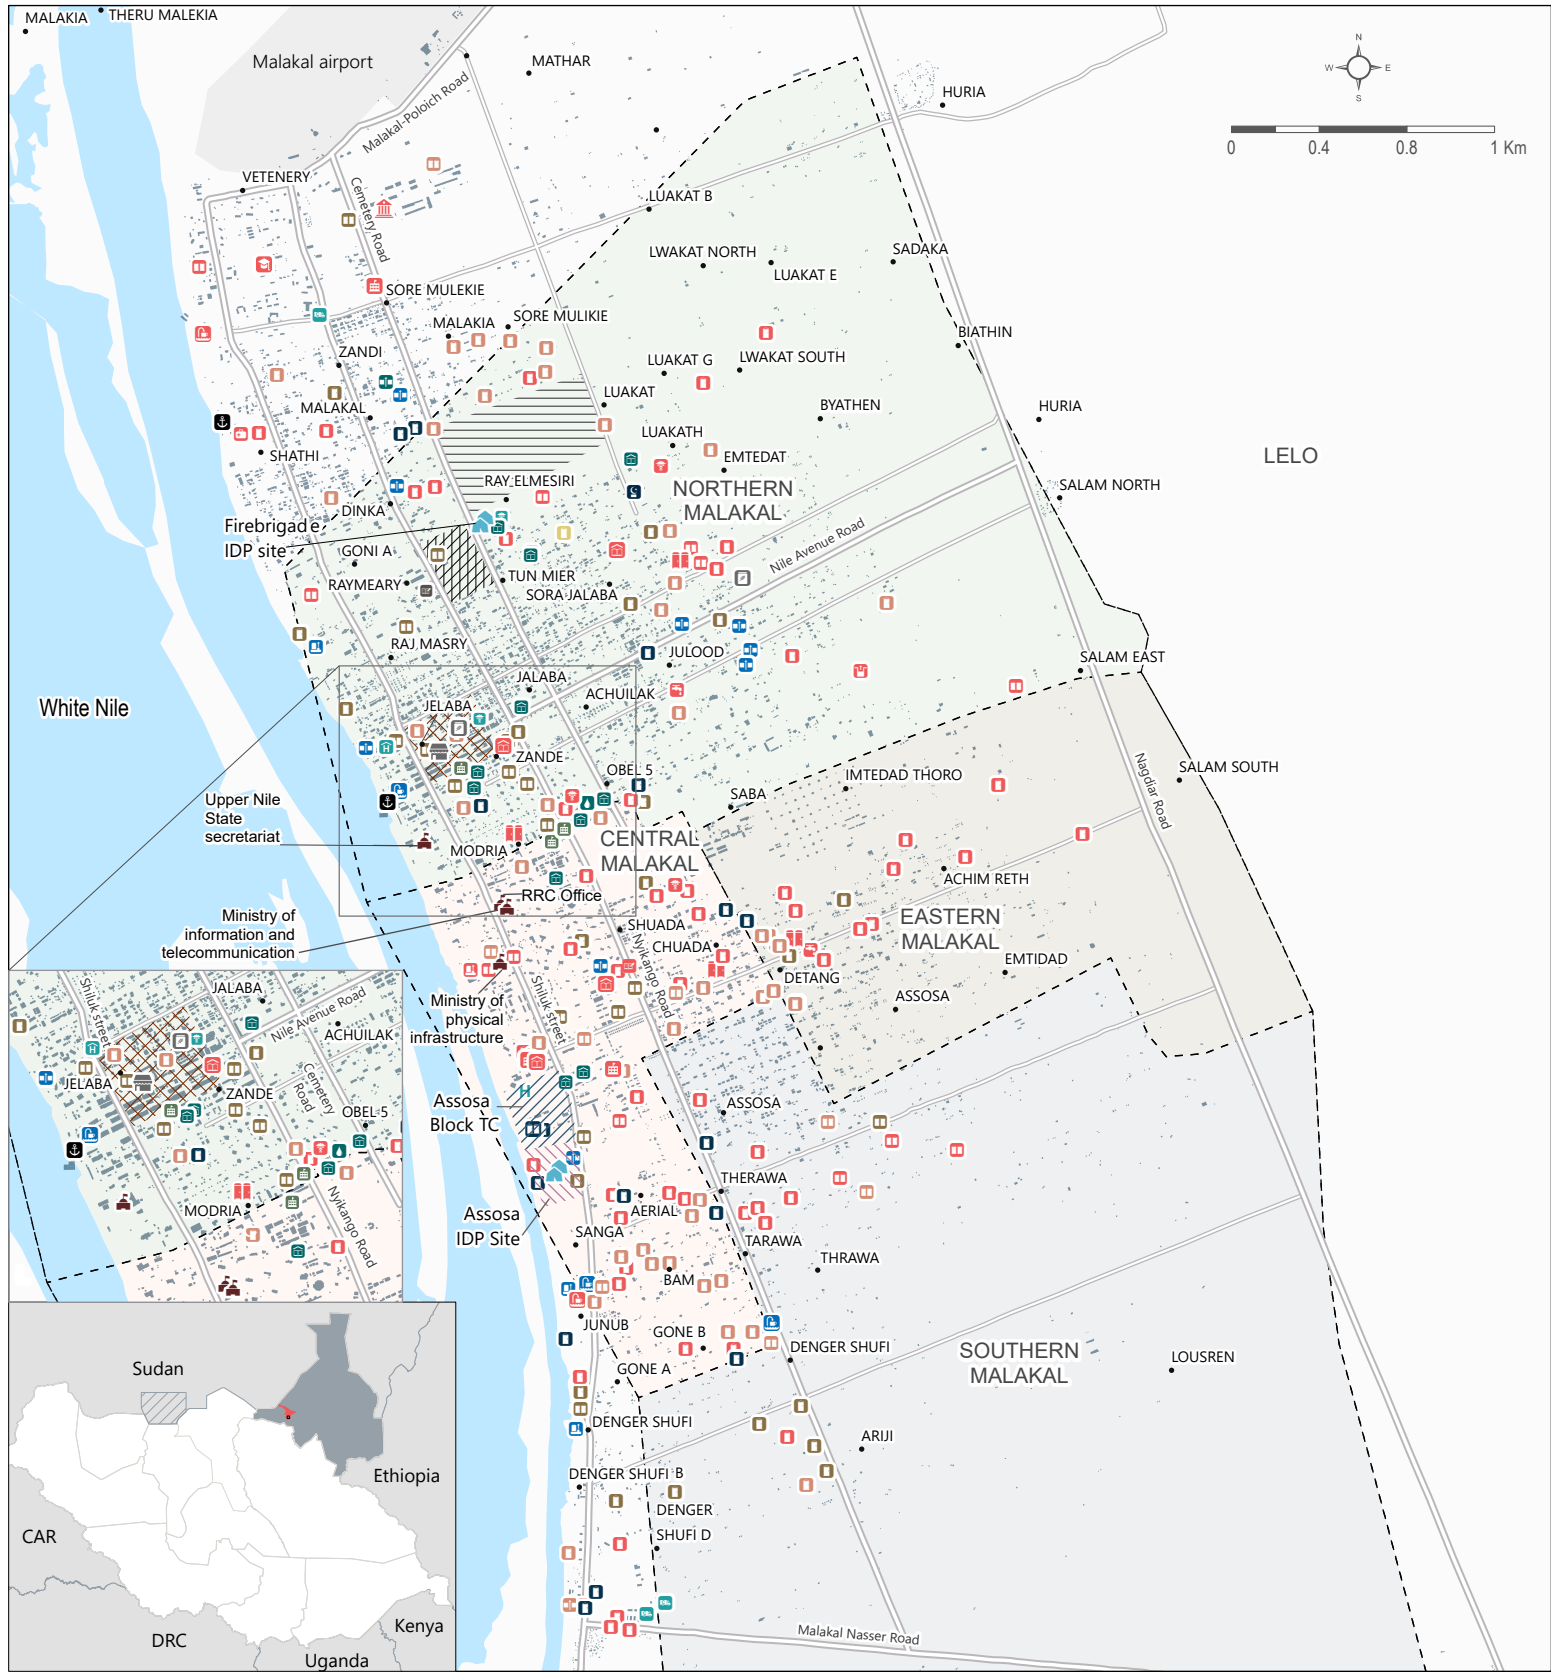 MALAKIA
THERU MALEKIA
Malakal airport
MATHAR
HURIA
N
W
E
S
0
0.4
0.8
1 Km
Malakal-Poloich Road
VETENERY
Cemetery Road
LUAKAT B
LWAKAT NORTH
LUAKAT E
SADAKA
SORE MULEKIE
SORE MULIKIE
MALAKIA
BIATHIN
ZANDI
LUAKAT G
LWAKAT SOUTH
LUAKAT
MALAKAL
BYATHEN
HURIA
SHATHI
LUAKATH
EMTEDAT
LELO
RAY ELMESIRI
NORTHERN
MALAKAL
SALAM NORTH
DINKA
Firebrigade
IDP site
GONI A
Nile Avenue Road
RAYMEARY
TUN MIER
SORA JALABA
RAJ MASRY
JULOOD
SALAM EAST
JALABA
ACHUILAK
White Nile
JELABA
ZANDE
OBEL 5
IMTEDAD THORO
SALAM SOUTH
Nagdiar Road
SABA
Upper Nile
State
secretariat
MODRIA
CENTRAL
MALAKAL
ACHIM RETH
RRC Office
EASTERN
MALAKAL
Ministry of
information and
telecommunication
SHUADA
CHUADA
Nyikango Road
DETANG
EMTIDAD
ASSOSA
Shiluk street
Ministry of
physical
infrastructure
JALABA
Shiluk street
Nile Avenue Road
ACHUILAK
JELABA
ZANDE
Cemetery
Road
OBEL 5
MODRIA
Nyikango Road
Assosa
Block TC
ASSOSA
THERAWA
AERIAL
Assosa
IDP Site
SANGA
TARAWA
THRAWA
BAM
JUNUB
GONE B
DENGER SHUFI
SOUTHERN
MALAKAL
LOUSREN
GONE A
DENGER SHUFI
ARIJI
DENGER SHUFI B
DENGER
SHUFI D
Malakal Nasser Road
Sudan
Ethiopia
CAR
DRC
Kenya
Uganda